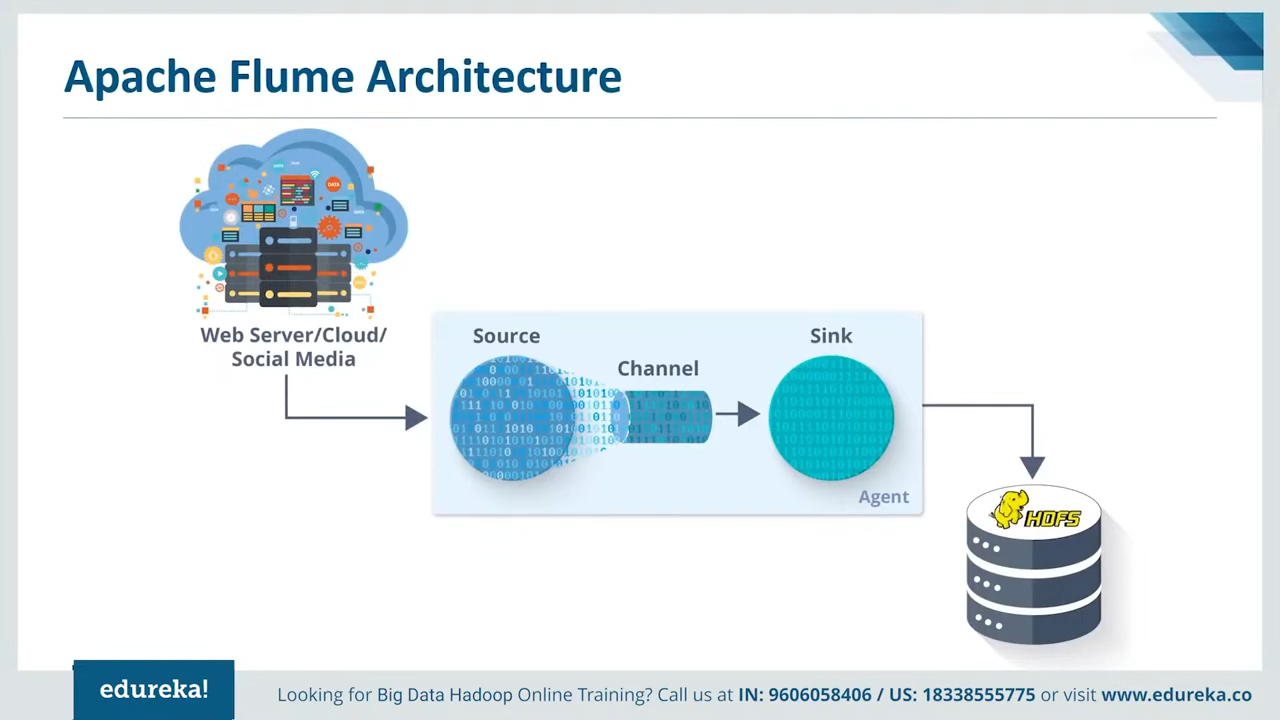 Apache Flume Architecture
DATA
Web Server/Cloud/
Social Media
Source
Channel
Sink
Agent
HDFS
edureka!
Looking for Big Data Hadoop Online Training? Call us at IN: 9606058406 / US: 18338555775 or visit www.edureka.co